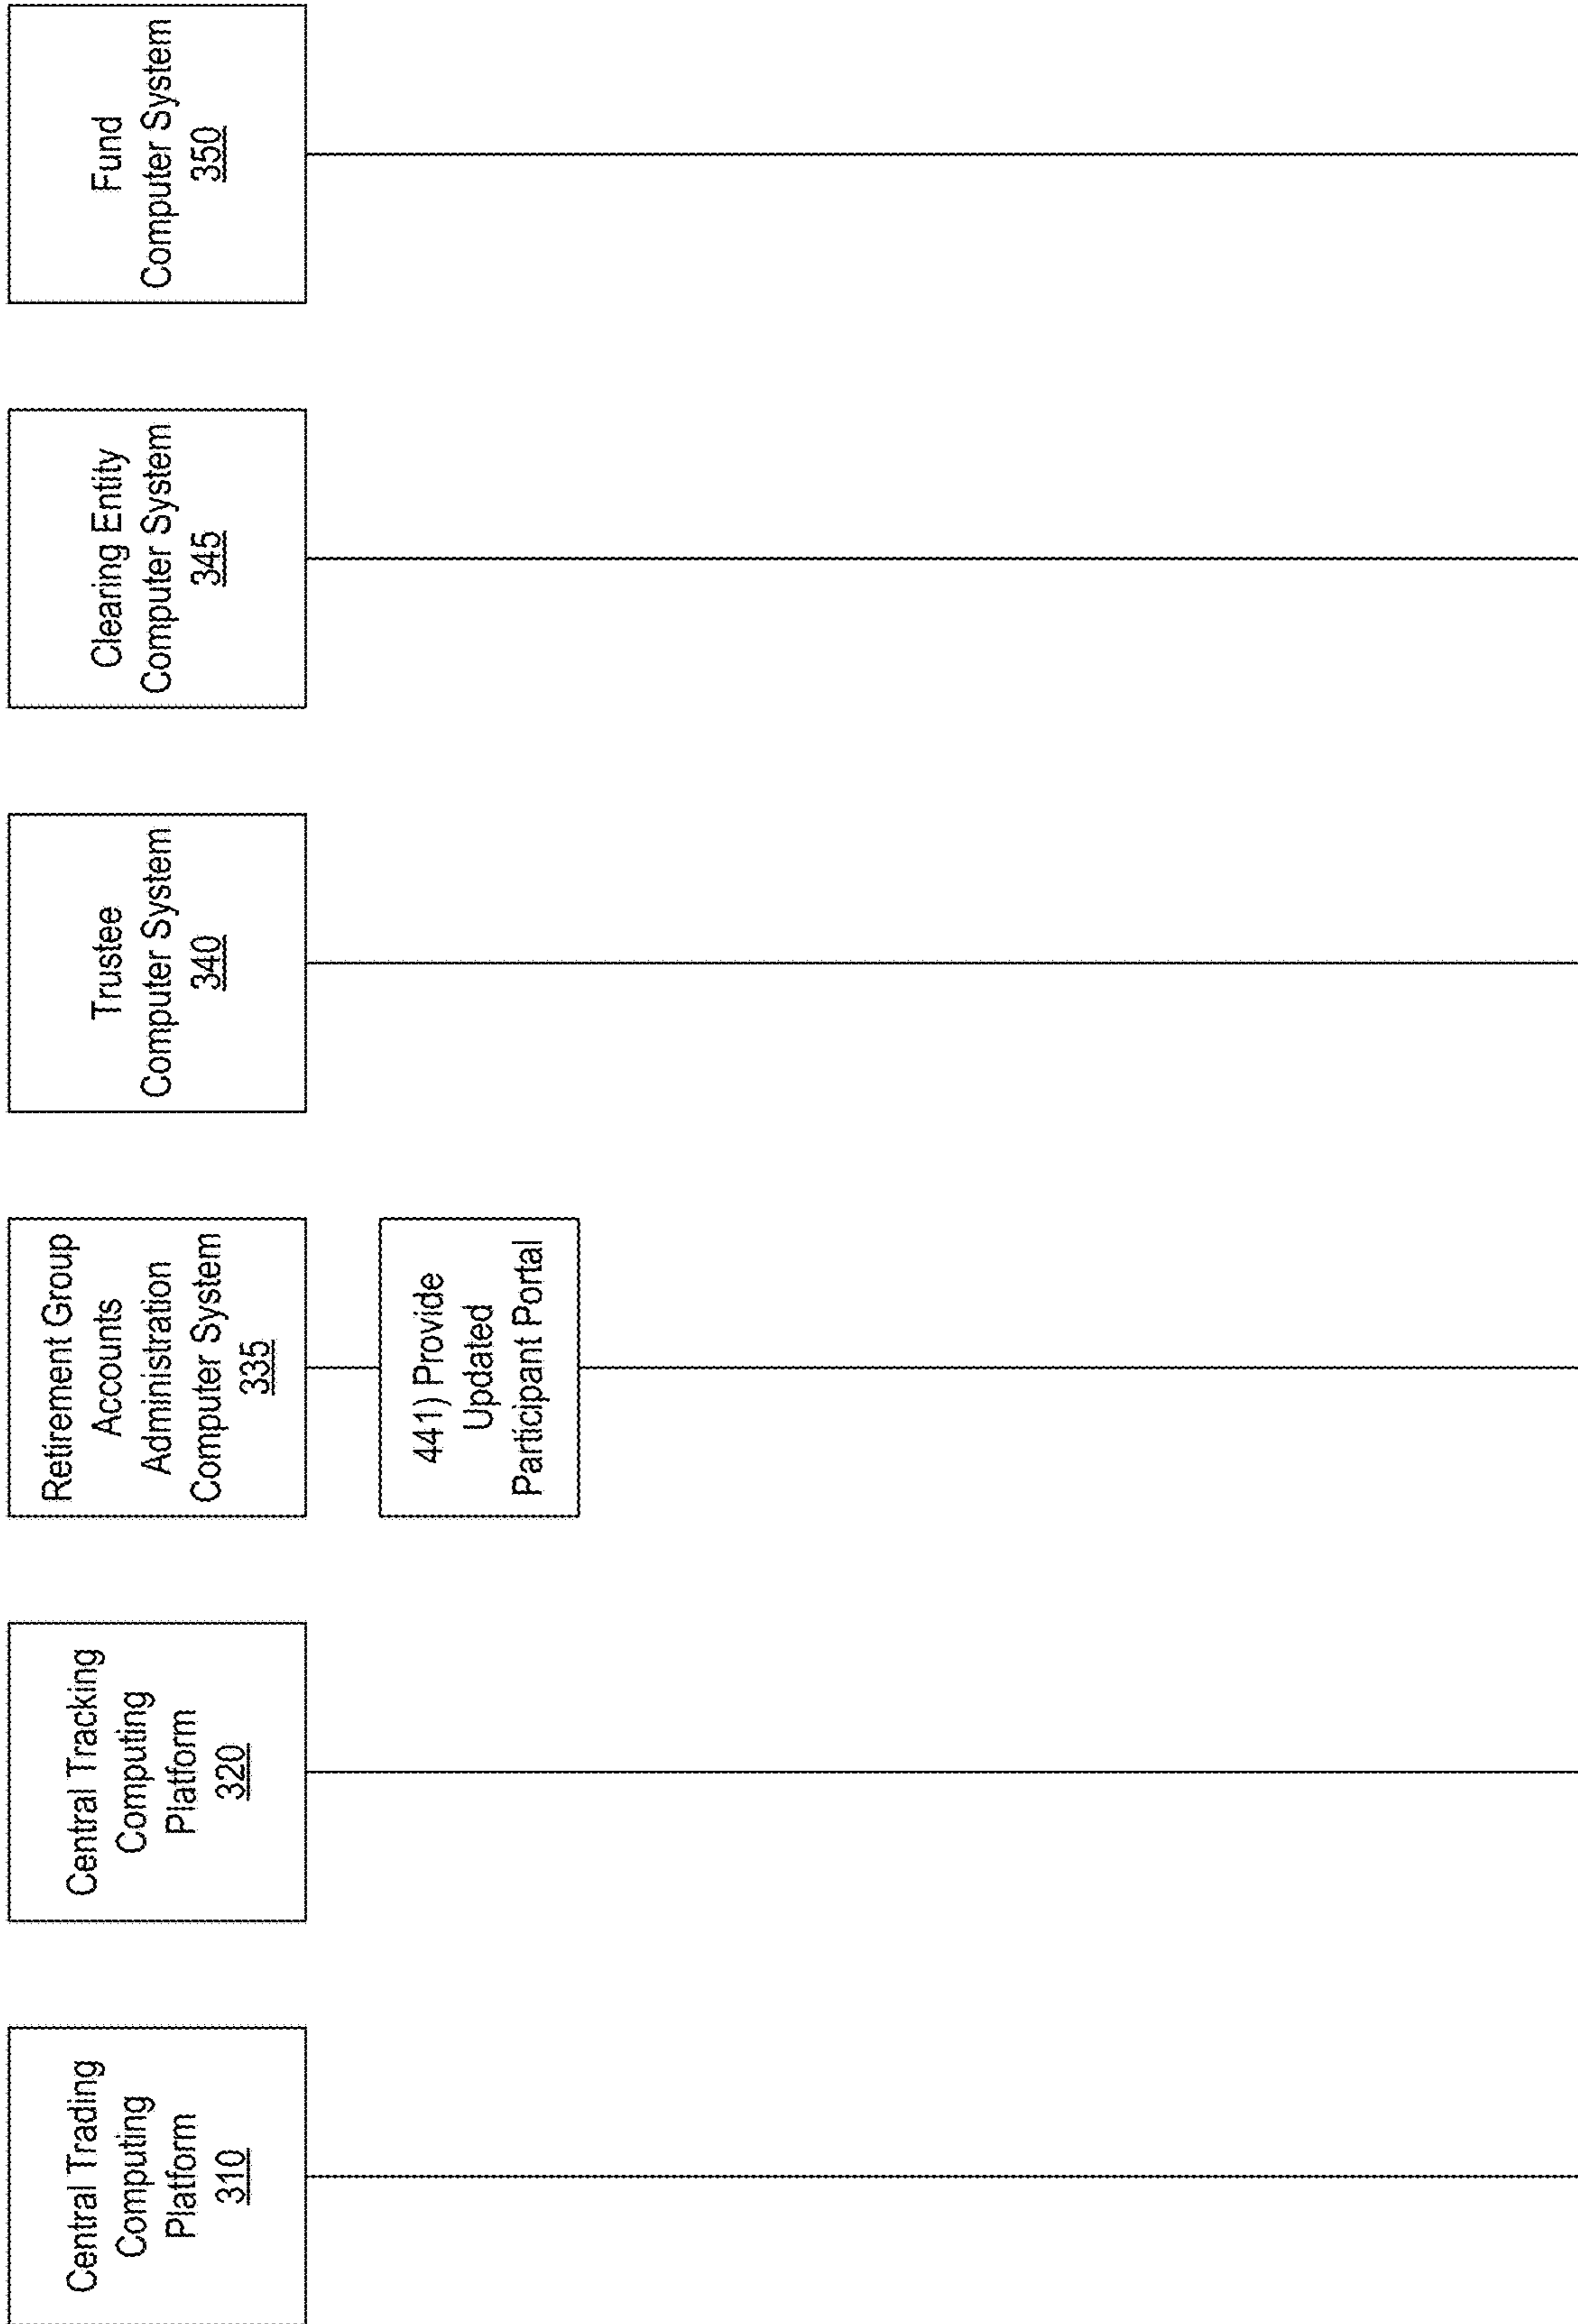 Central Trading
Computing
Platform
310
Central Tracking
Computing
Platform
320
Retirement Group
Accounts
Administration
Computer System
335
Trustee
Computer System
340
Clearing Entity
Computer System
345
Fund
Computer System
350
441) Provide
Updated
Participant Portal